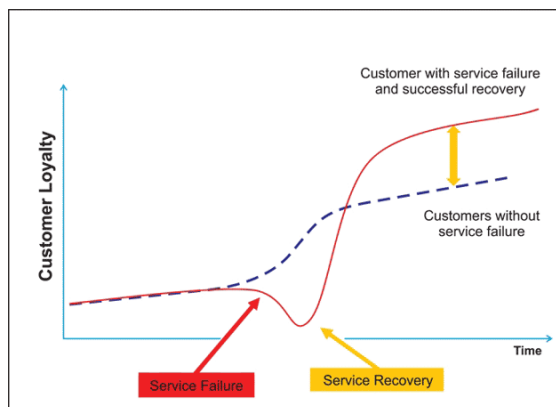 Customer with service failure
and successful recovery
Customer Loyalty
Customers without
service failure
Time
Service Failure
Service Recovery